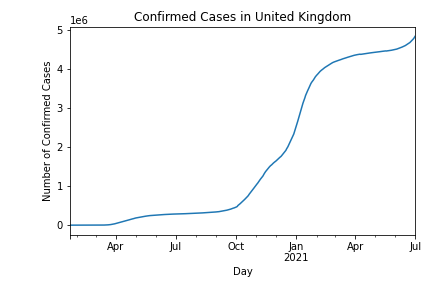 Confirmed Cases in United Kingdom
1e6
5
4
3
2
1
0
Number of Confirmed Cases
Apr
Jul
Oct
Jan
2021
Apr
Jul
Day